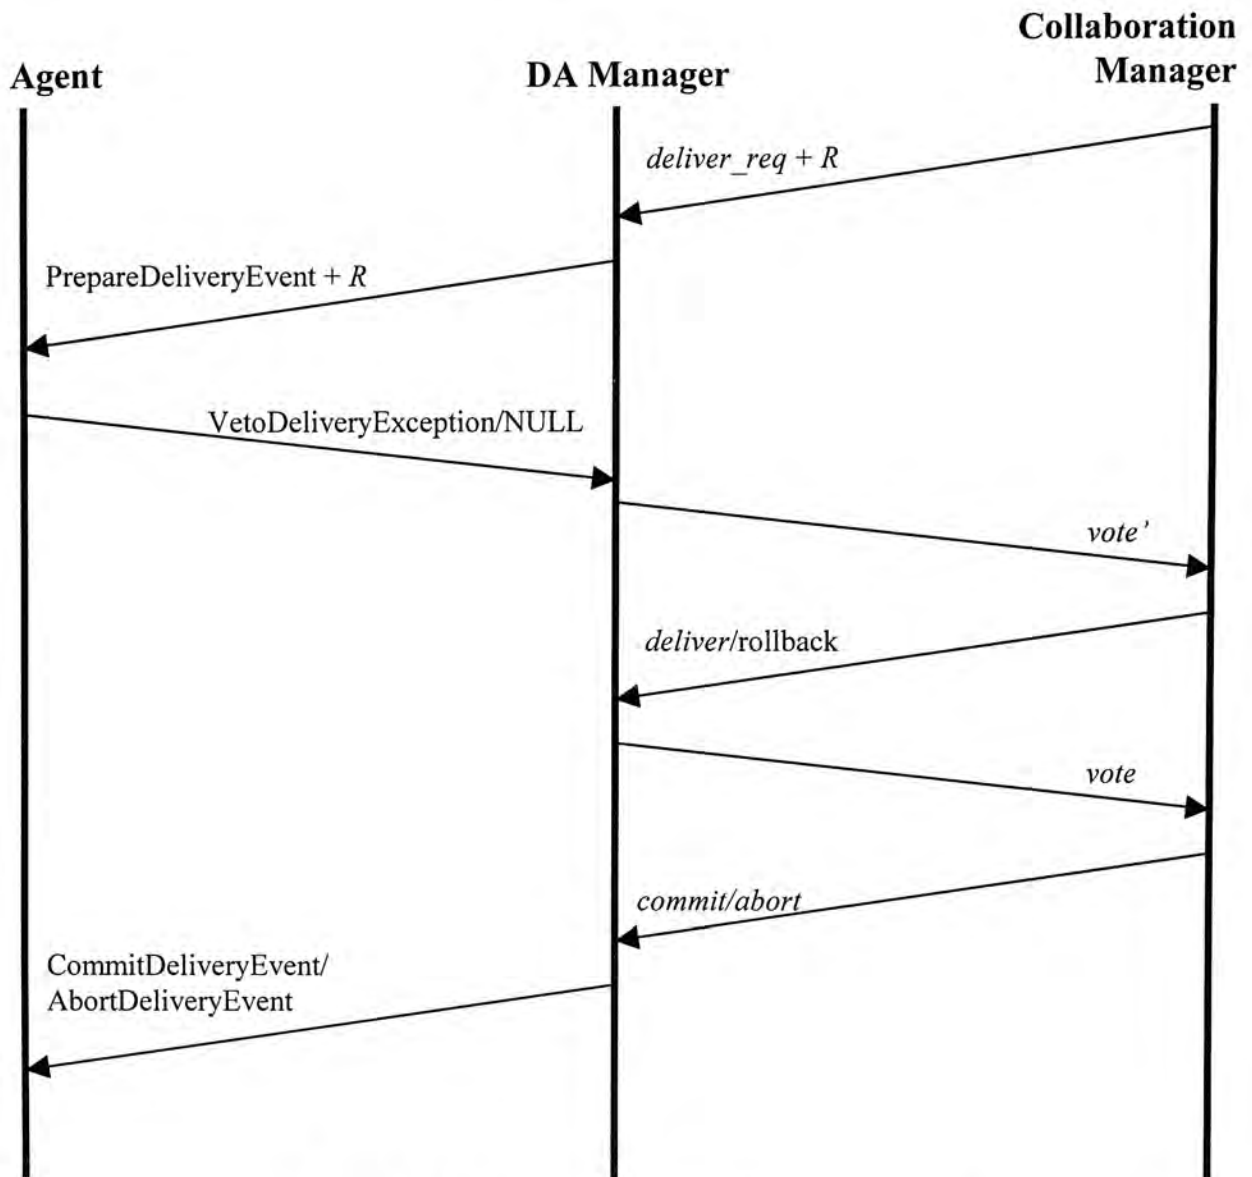 Collaboration
Manager
Agent
DA Manager
deliver_req + R
PrepareDeliveryEvent + R
VetoDeliveryException/NULL
vote’
deliver/rollback
vote
commit/abort
CommitDeliveryEvent/
AbortDeliveryEvent